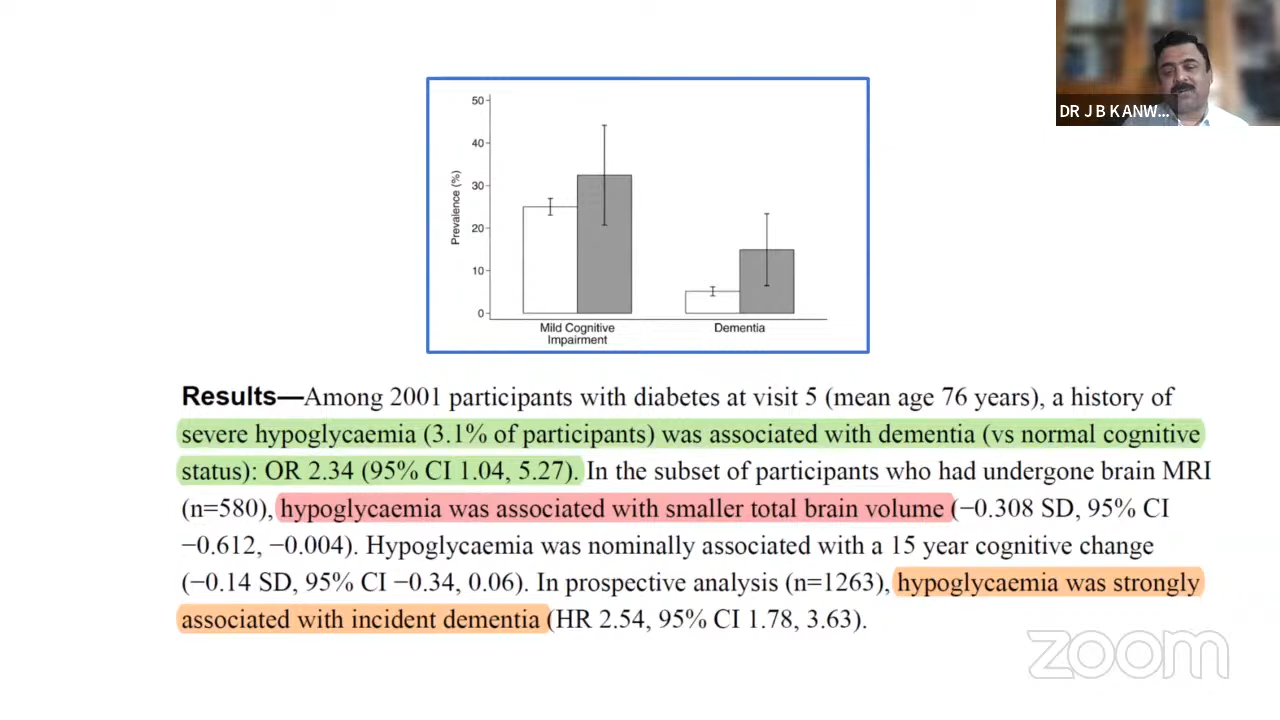 DR J B KANW...
50
40
30
20
10
0
Prevalence (%)
Mild Cognitive
Impairment
Dementia
Results—Among 2001 participants with diabetes at visit 5 (mean age 76 years), a history of
severe hypoglycaemia (3.1% of participants) was associated with dementia (vs normal cognitive
status): OR 2.34 (95% CI 1.04, 5.27). In the subset of participants who had undergone brain MRI
(n=580), hypoglycaemia was associated with smaller total brain volume (−0.308 SD, 95% CI
−0.612, −0.004). Hypoglycaemia was nominally associated with a 15 year cognitive change
(−0.14 SD, 95% CI −0.34, 0.06). In prospective analysis (n=1263), hypoglycaemia was strongly
associated with incident dementia (HR 2.54, 95% CI 1.78, 3.63).
zoom